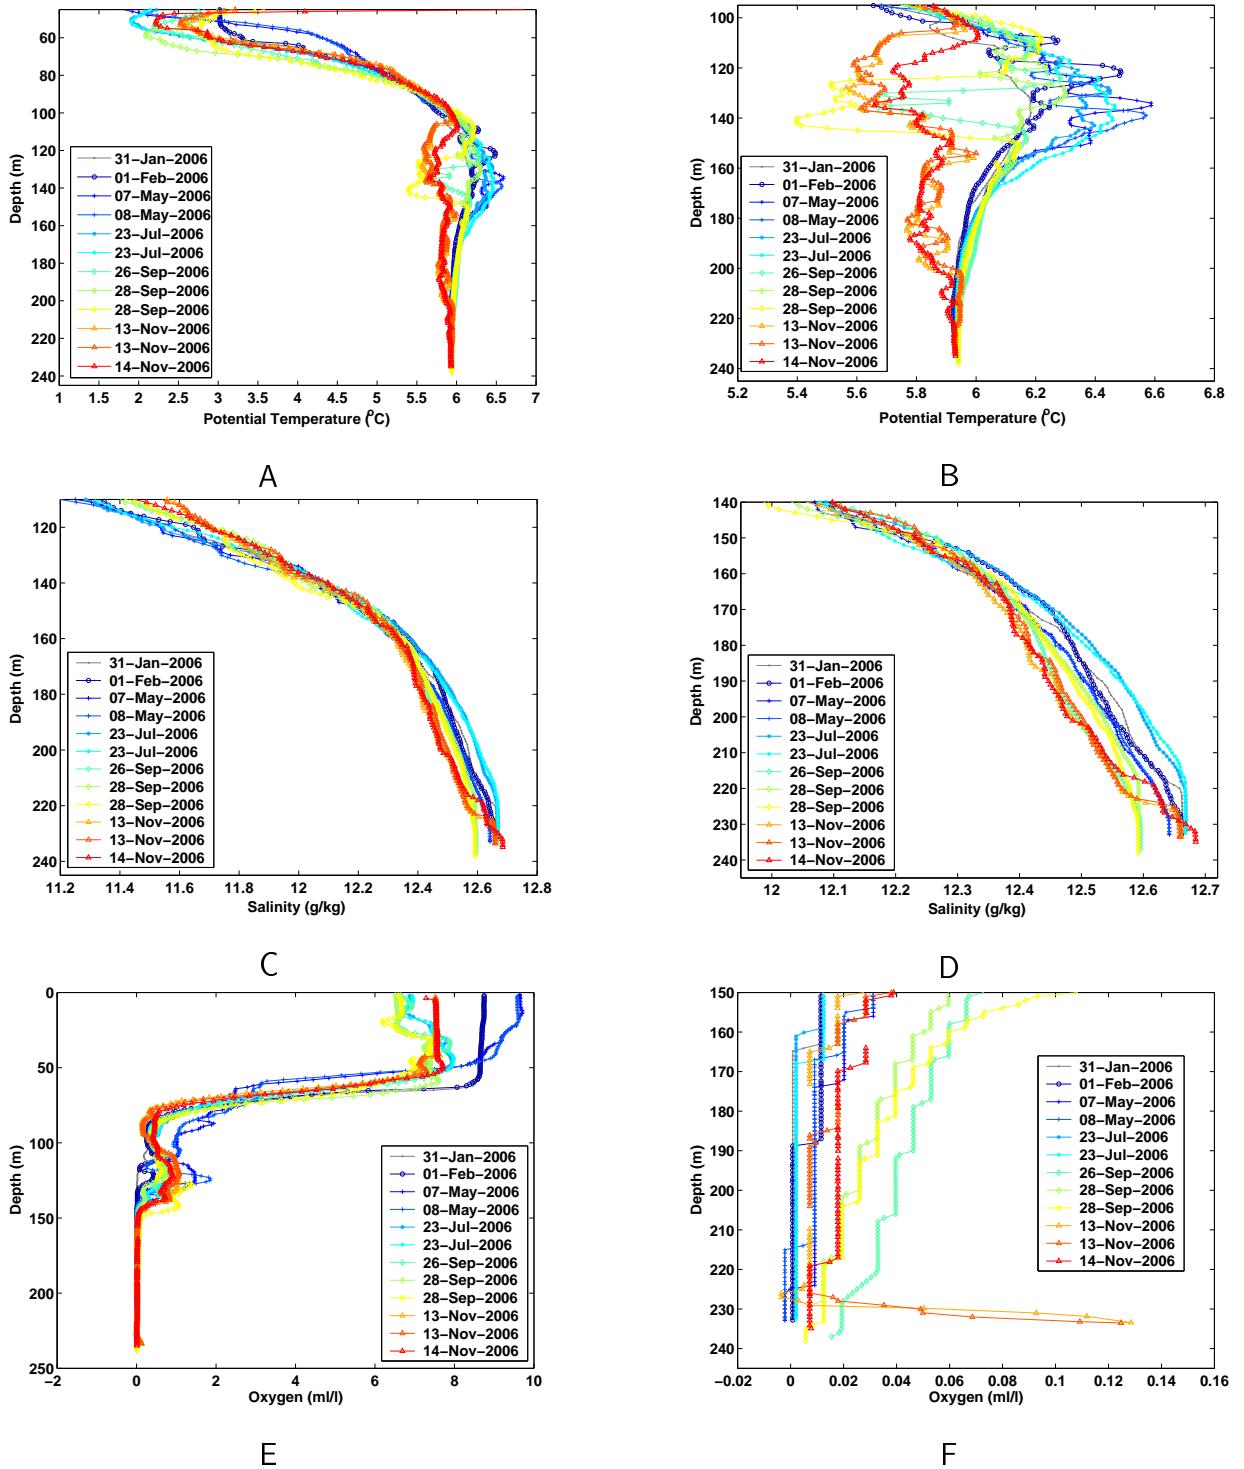 60
80
100
120
140
160
180
200
220
240
Depth (m)
31−Jan−2006
01−Feb−2006
07−May−2006
08−May−2006
23−Jul−2006
23−Jul−2006
26−Sep−2006
28−Sep−2006
28−Sep−2006
13−Nov−2006
13−Nov−2006
14−Nov−2006
1 1.5 2 2.5 3 3.5 4 4.5 5 5.5 6 6.5 7
Potential Temperature (⁰C)
A
100
120
140
160
180
200
220
240
Depth (m)
31−Jan−2006
01−Feb−2006
07−May−2006
08−May−2006
23−Jul−2006
23−Jul−2006
26−Sep−2006
28−Sep−2006
28−Sep−2006
13−Nov−2006
13−Nov−2006
14−Nov−2006
5.2 5.4 5.6 5.8 6 6.2 6.4 6.6 6.8
Potential Temperature (⁰C)
B
120
140
160
180
200
220
240
Depth (m)
31−Jan−2006
01−Feb−2006
07−May−2006
08−May−2006
23−Jul−2006
23−Jul−2006
26−Sep−2006
28−Sep−2006
28−Sep−2006
13−Nov−2006
13−Nov−2006
14−Nov−2006
11.2 11.4 11.6 11.8 12 12.2 12.4 12.6 12.8
Salinity (g/kg)
C
140
150
160
170
180
190
200
210
220
230
240
Depth (m)
31−Jan−2006
01−Feb−2006
07−May−2006
08−May−2006
23−Jul−2006
23−Jul−2006
26−Sep−2006
28−Sep−2006
28−Sep−2006
13−Nov−2006
13−Nov−2006
14−Nov−2006
12 12.1 12.2 12.3 12.4 12.5 12.6 12.7
Salinity (g/kg)
D
0
50
100
150
200
250
Depth (m)
31−Jan−2006
01−Feb−2006
07−May−2006
08−May−2006
23−Jul−2006
23−Jul−2006
26−Sep−2006
28−Sep−2006
28−Sep−2006
13−Nov−2006
13−Nov−2006
14−Nov−2006
−2 0 2 4 6 8 10
Oxygen (ml/l)
E
150
160
170
180
190
200
210
220
230
240
Depth (m)
31−Jan−2006
01−Feb−2006
07−May−2006
08−May−2006
23−Jul−2006
23−Jul−2006
26−Sep−2006
28−Sep−2006
28−Sep−2006
13−Nov−2006
13−Nov−2006
14−Nov−2006
−0.02 0 0.02 0.04 0.06 0.08 0.1 0.12 0.14 0.16
Oxygen (ml/l)
F